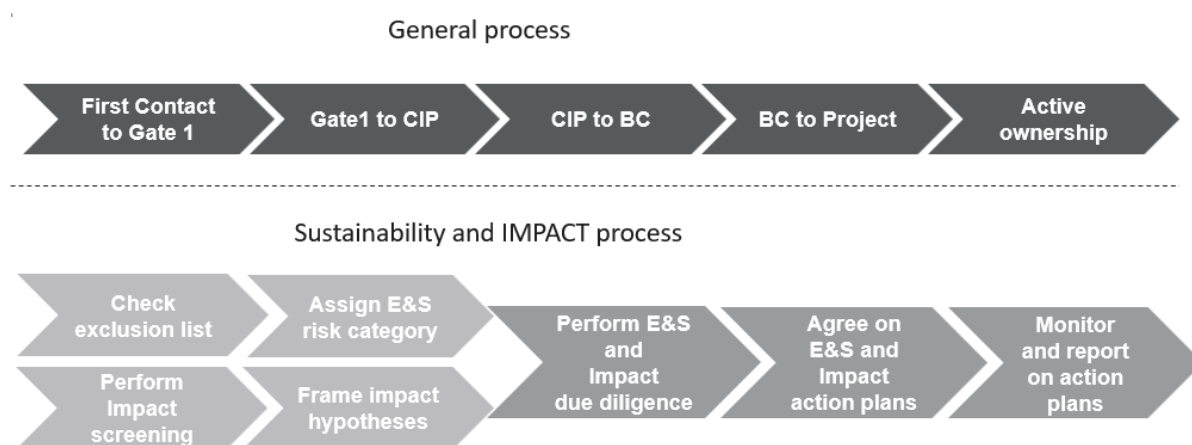 General process
First Contact
to Gate 1
Gate1 to CIP
CIP to BC
BC to Project
Active
ownership
Sustainability and IMPACT process
Check
exclusion list
Assign E&S
risk category
Perform
Impact
screening
Frame impact
hypotheses
Perform E&S
and
Impact
due diligence
Agree on
E&S and
Impact
action plans
Monitor
and report
on action
plans